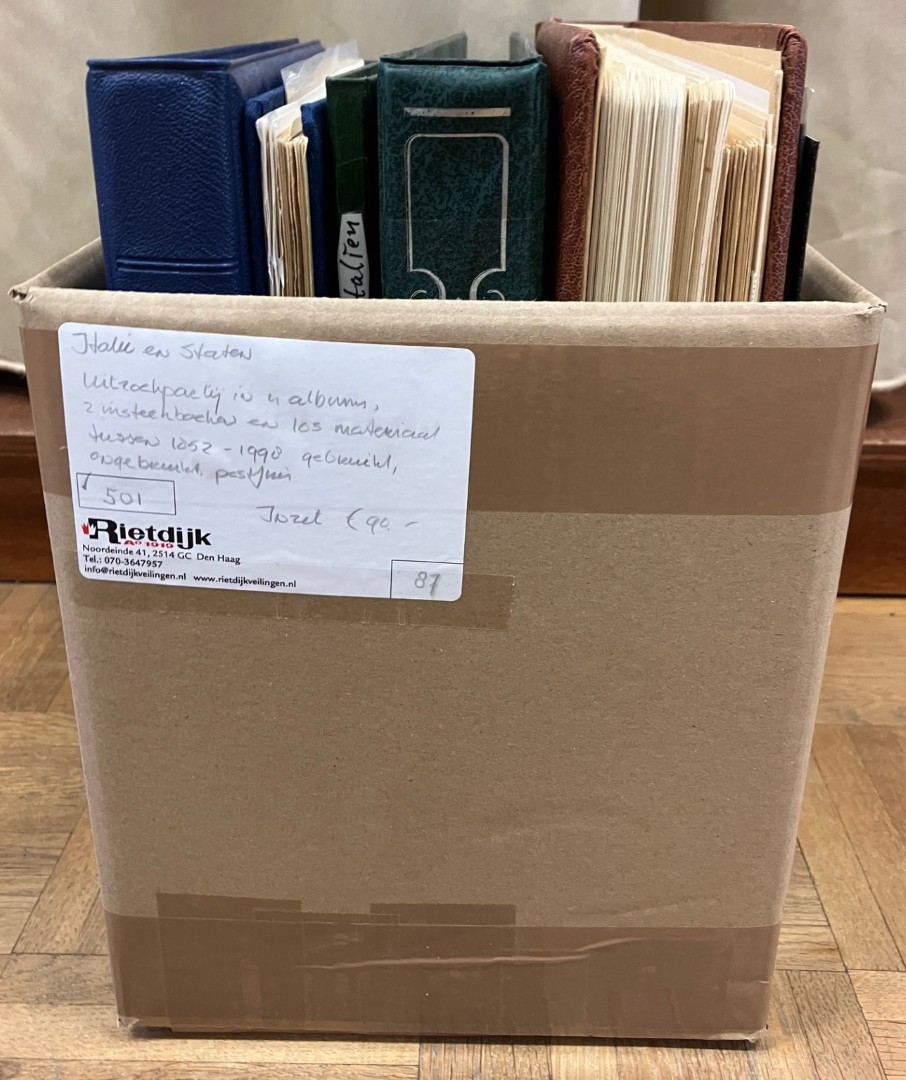 talien
Italië en Staten
Uitzoekpartij in 4 albums,
2 insteekboeken en los materiaal
tussen 1852 - 1990 gebruikt,
ongebruikt, postfris
501
Inzet € 90.-
Rietdijk
A° 1919
Noordeinde 41, 2514 GC Den Haag
Tel.: 070-3647957
info@rietdijkveilingen.nl www.rietdijkveilingen.nl
87